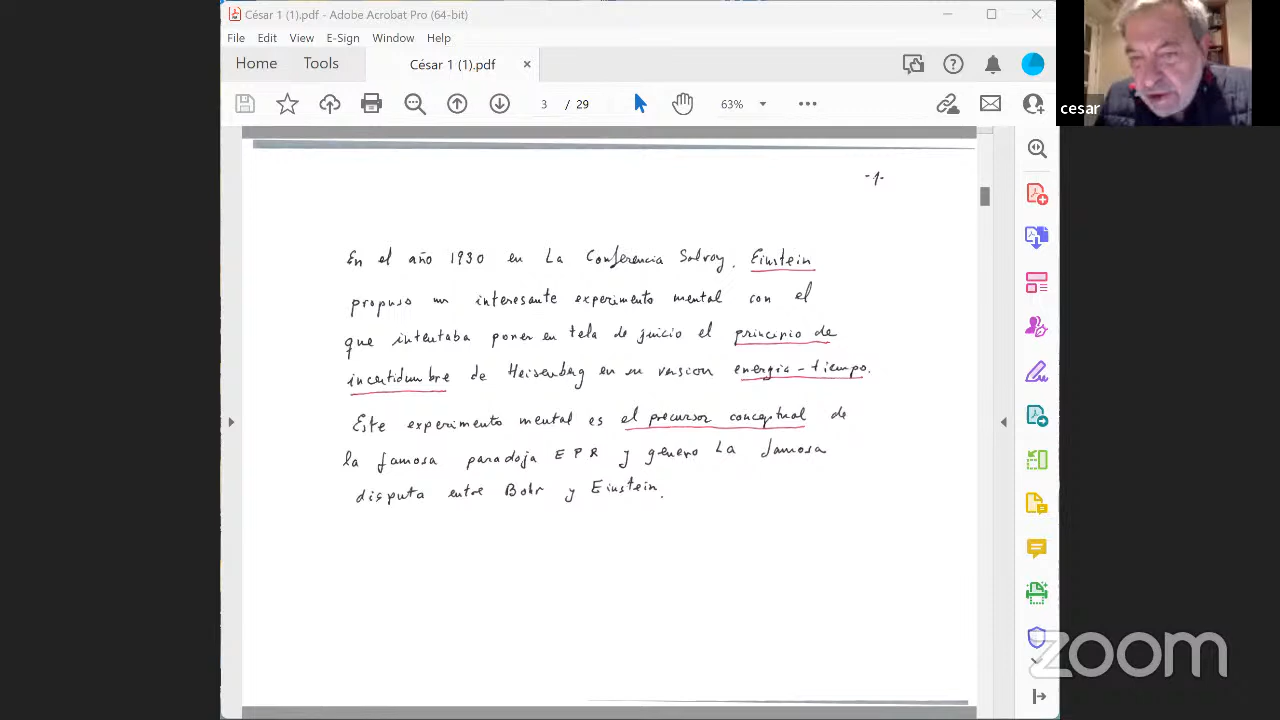 César 1 (1).pdf - Adobe Acrobat Pro (64-bit)
File Edit View E-Sign Window Help
Home Tools César 1 (1).pdf ×
3 / 29 63%
cesar
-1-
En el año 1930 en La Conferencia Solvay. Einstein
propuso un interesante experimento mental con el
que intentaba poner en tela de juicio el principio de
incertidumbre de Heisenberg en su version energia - tiempo.
Este experimento mental es el precursor conceptual de
la famosa paradoja EPR y genero La famosa
disputa entre Bohr y Einstein.
zoom